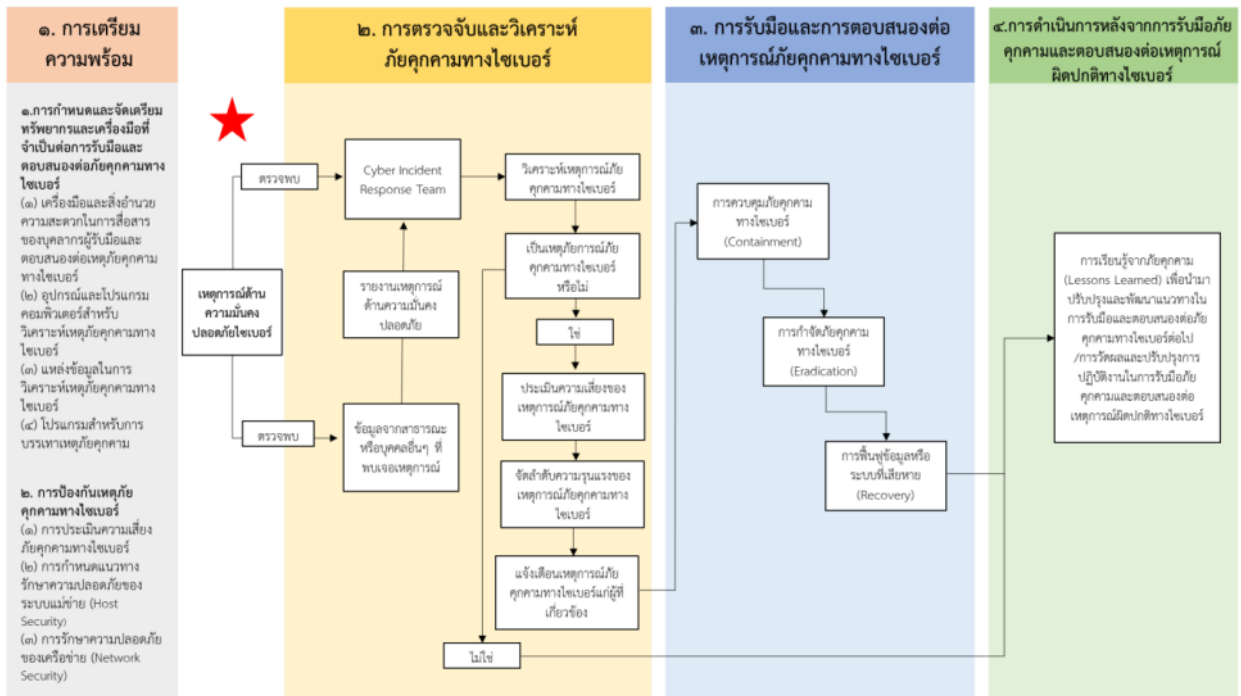 ๑. การเตรียม
ความพร้อม
๑.การกำหนดและจัดเตรียม
ทรัพยากรและเครื่องมือที่
จำเป็นต่อการรับมือและ
ตอบสนองต่อภัยคุกคามทาง
ไซเบอร์
(๑) เครื่องมือและสิ่งอำนวย
ความสะดวกในการสื่อสาร
ของบุคลากรผู้รับมือและ
ตอบสนองต่อเหตุภัยคุกคาม
ทางไซเบอร์
(๒) อุปกรณ์และโปรแกรม
คอมพิวเตอร์สำหรับ
วิเคราะห์เหตุภัยคุกคามทาง
ไซเบอร์
(๓) แหล่งข้อมูลในการ
วิเคราะห์เหตุภัยคุกคามทาง
ไซเบอร์
(๔) โปรแกรมสำหรับการ
บรรเทาเหตุภัยคุกคาม
๒. การป้องกันเหตุภัย
คุกคามทางไซเบอร์
(๑) การประเมินความเสี่ยง
ภัยคุกคามทางไซเบอร์
(๒) การกำหนดแนวทาง
รักษาความปลอดภัยของ
ระบบแม่ข่าย (Host
Security)
(๓) การรักษาความปลอดภัย
ของเครือข่าย (Network
Security)
เหตุการณ์ด้าน
ความมั่นคง
ปลอดภัยไซเบอร์
ตรวจพบ
ตรวจพบ
๒. การตรวจจับและวิเคราะห์
ภัยคุกคามทางไซเบอร์
Cyber Incident
Response Team
รายงานเหตุการณ์
ด้านความมั่นคง
ปลอดภัย
ข้อมูลจากสาธารณะ
หรือบุคคลอื่นๆ ที่
พบเจอเหตุการณ์
วิเคราะห์เหตุการณ์ภัย
คุกคามทางไซเบอร์
เป็นเหตุภัยการณ์ภัย
คุกคามทางไซเบอร์
หรือไม่
ใช่
ประเมินความเสี่ยงของ
เหตุการณ์ภัยคุกคามทาง
ไซเบอร์
จัดลำดับความรุนแรงของ
เหตุการณ์ภัยคุกคามทาง
ไซเบอร์
แจ้งเตือนเหตุการณ์ภัย
คุกคามทางไซเบอร์แก่ผู้ที่
เกี่ยวข้อง
ไม่ใช่
๓. การรับมือและการตอบสนองต่อ
เหตุการณ์ภัยคุกคามทางไซเบอร์
การควบคุมภัยคุกคาม
ทางไซเบอร์
(Containment)
การกำจัดภัยคุกคาม
ทางไซเบอร์
(Eradication)
การฟื้นฟูข้อมูลหรือ
ระบบที่เสียหาย
(Recovery)
๔.การดำเนินการหลังจากการรับมือภัย
คุกคามและตอบสนองต่อเหตุการณ์
ผิดปกติทางไซเบอร์
การเรียนรู้จากภัยคุกคาม
(Lessons Learned) เพื่อนำมา
ปรับปรุงและพัฒนาแนวทางใน
การรับมือและตอบสนองต่อภัย
คุกคามทางไซเบอร์ต่อไป
/การวัดผลและปรับปรุงการ
ปฏิบัติงานในการรับมือภัย
คุกคามและตอบสนองต่อ
เหตุการณ์ผิดปกติทางไซเบอร์